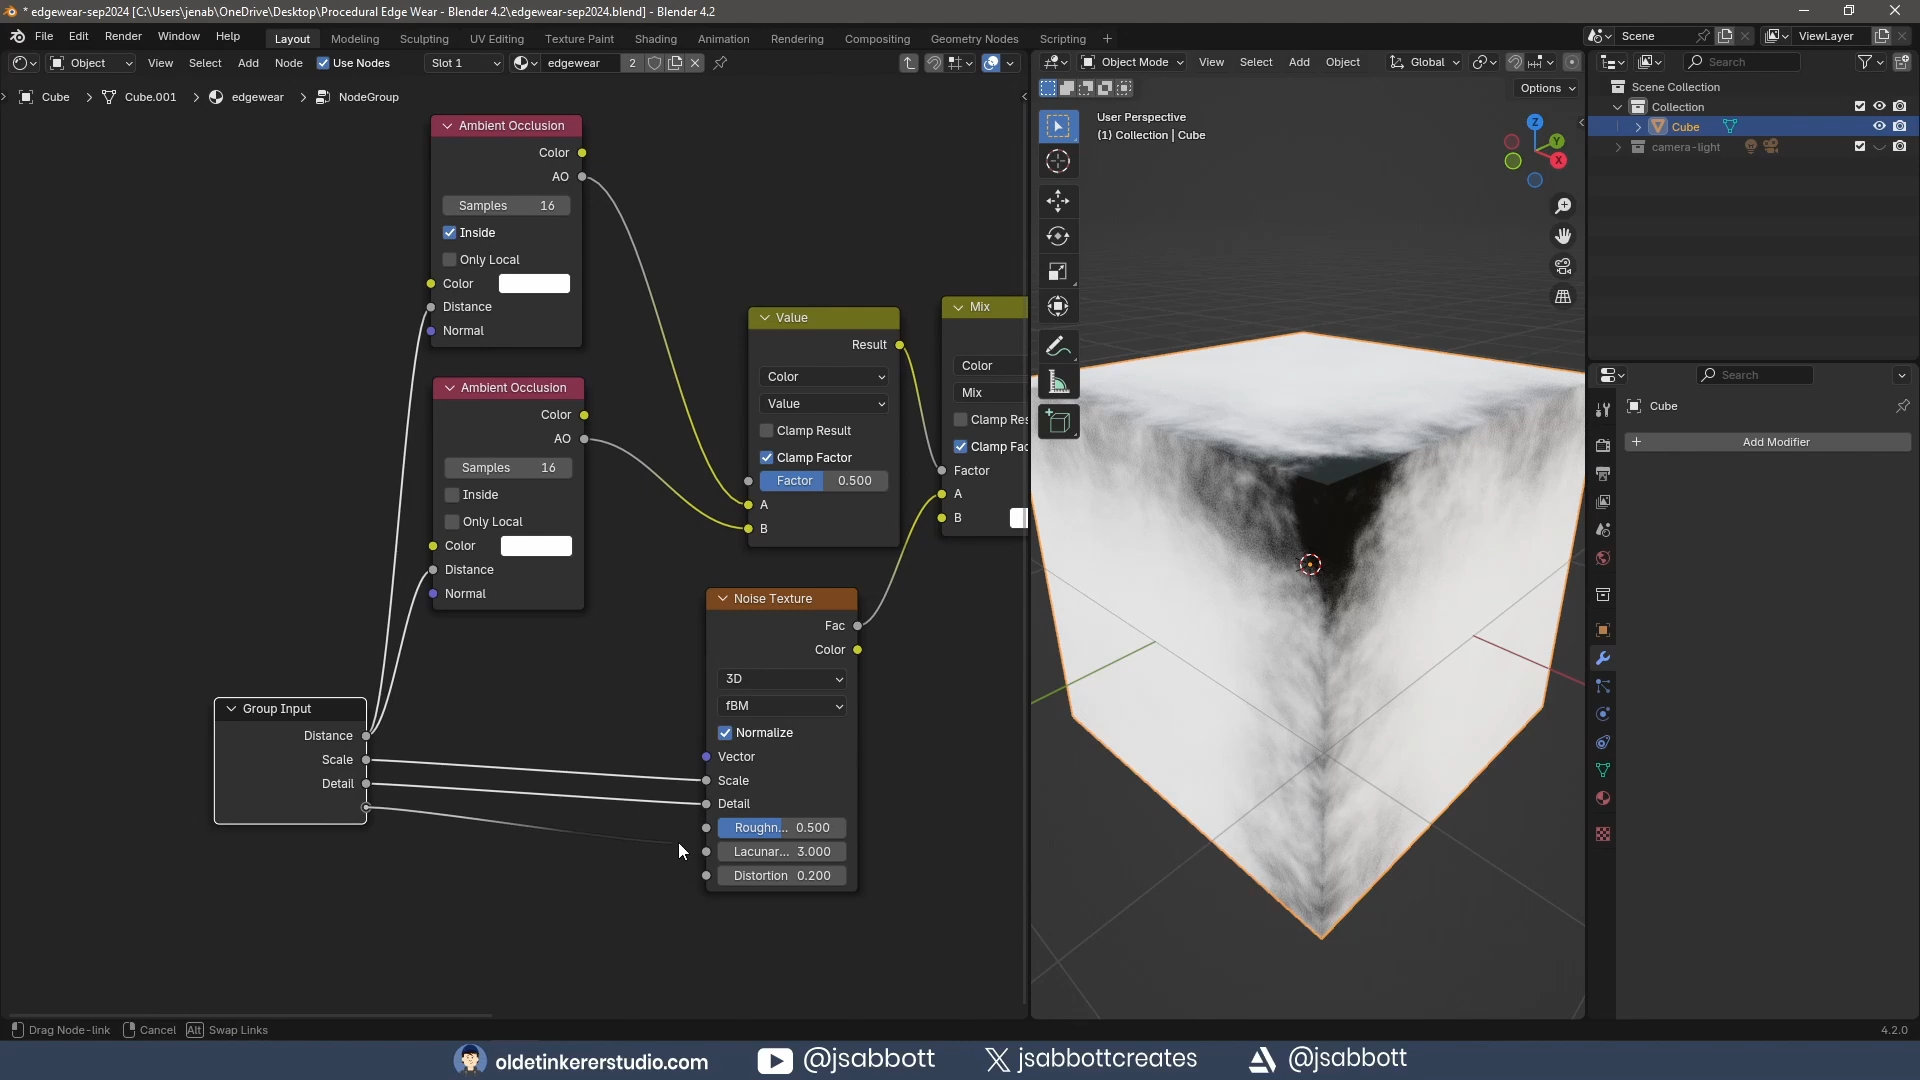 * edgewear-sep2024 [C:\Users\jenab\OneDrive\Desktop\Procedural Edge Wear - Blender 4.2\edgewear-sep2024.blend] - Blender 4.2
File Edit Render Window Help Layout Modeling Sculpting UV Editing Texture Paint Shading Animation Rendering Compositing Geometry Nodes Scripting + Scene ViewLayer
Object View Select Add Node Use Nodes Slot 1 edgewear 2
Object Mode View Select Add Object Global
Search
Cube > Cube.001 > edgewear > NodeGroup
Options
User Perspective
(1) Collection | Cube
Z
Y
X
Scene Collection
Collection
Cube
camera-light
Ambient Occlusion
Color
AO
Samples 16
Inside
Only Local
Color
Distance
Normal
Ambient Occlusion
Color
AO
Samples 16
Inside
Only Local
Color
Distance
Normal
Value
Result
Color
Value
Clamp Result
Clamp Factor
Factor 0.500
A
B
Mix
Color
Mix
Clamp Res
Clamp Fac
Factor
A
B
Noise Texture
Fac
Color
3D
fBM
Normalize
Vector
Scale
Detail
Roughn... 0.500
Lacunar... 3.000
Distortion 0.200
Group Input
Distance
Scale
Detail
Search
Cube
+ Add Modifier
Drag Node-link Cancel Alt Swap Links
4.2.0
oldetinkererstudio.com @jsabbott jsabbottcreates @jsabbott